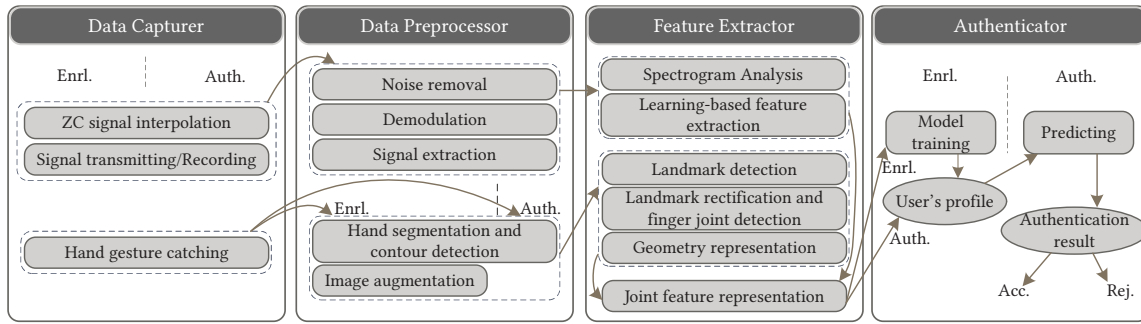 Data Capturer
Enrl.
Auth.
ZC signal interpolation
Signal transmitting/Recording
Hand gesture catching
Data Preprocessor
Noise removal
Demodulation
Signal extraction
Enrl.
Auth.
Hand segmentation and
contour detection
Image augmentation
Feature Extractor
Spectrogram Analysis
Learning-based feature
extraction
Landmark detection
Landmark rectification and
finger joint detection
Geometry representation
Joint feature representation
Authenticator
Enrl.
Auth.
Model
training
Predicting
Enrl.
User's profile
Auth.
Authentication
result
Acc.
Rej.